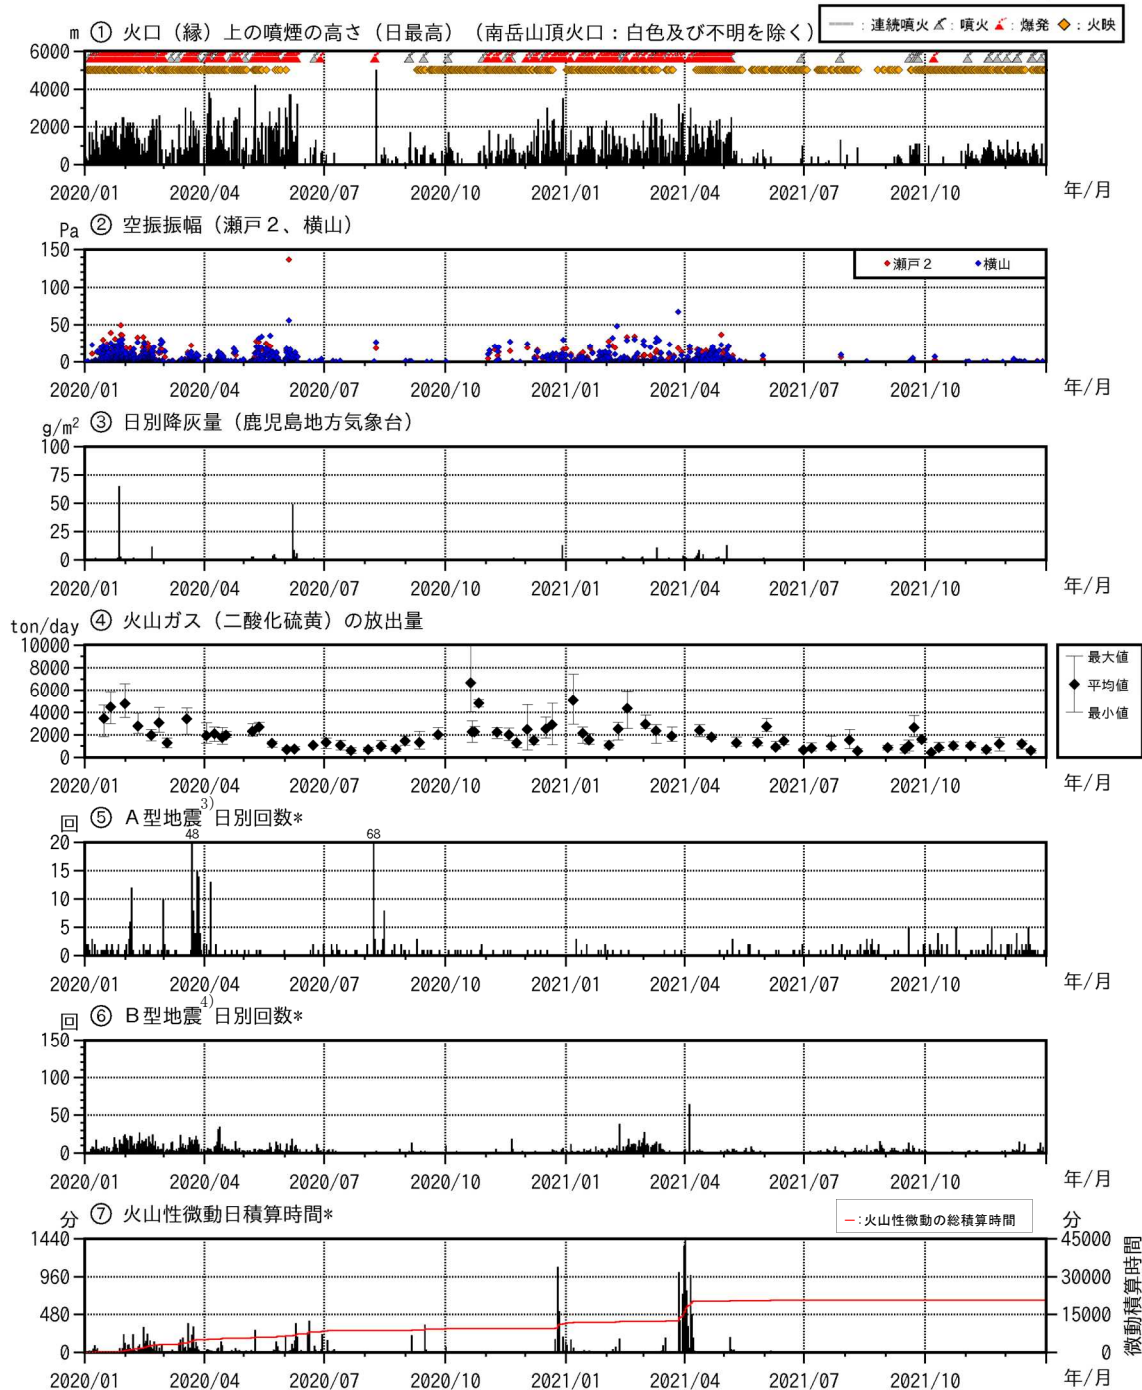 m ① 火口（縁）上の噴煙の高さ（日最高）（南岳山頂火口：白色及び不明を除く）
：連続噴火 ：噴火 ：爆発 ：火映
6000
4000
2000
0
2020/01 2020/04 2020/07 2020/10 2021/01 2021/04 2021/07 2021/10 年/月
Pa ② 空振振幅（瀬戸２、横山）
瀬戸２ 横山
150
100
50
0
2020/01 2020/04 2020/07 2020/10 2021/01 2021/04 2021/07 2021/10 年/月
g/m² ③ 日別降灰量（鹿児島地方気象台）
100
75
50
25
0
2020/01 2020/04 2020/07 2020/10 2021/01 2021/04 2021/07 2021/10 年/月
ton/day ④ 火山ガス（二酸化硫黄）の放出量
10000
8000
6000
4000
2000
0
最大値
平均値
最小値
2020/01 2020/04 2020/07 2020/10 2021/01 2021/04 2021/07 2021/10 年/月
回 ⑤ Ａ型地震3)日別回数*
48 68
20
15
10
5
0
2020/01 2020/04 2020/07 2020/10 2021/01 2021/04 2021/07 2021/10 年/月
回 ⑥ Ｂ型地震4)日別回数*
150
100
50
0
2020/01 2020/04 2020/07 2020/10 2021/01 2021/04 2021/07 2021/10 年/月
分 ⑦ 火山性微動日積算時間*
：火山性微動の総積算時間
分
1440 45000
960 30000
480 15000
0 0
微動積算時間
2020/01 2020/04 2020/07 2020/10 2021/01 2021/04 2021/07 2021/10 年/月